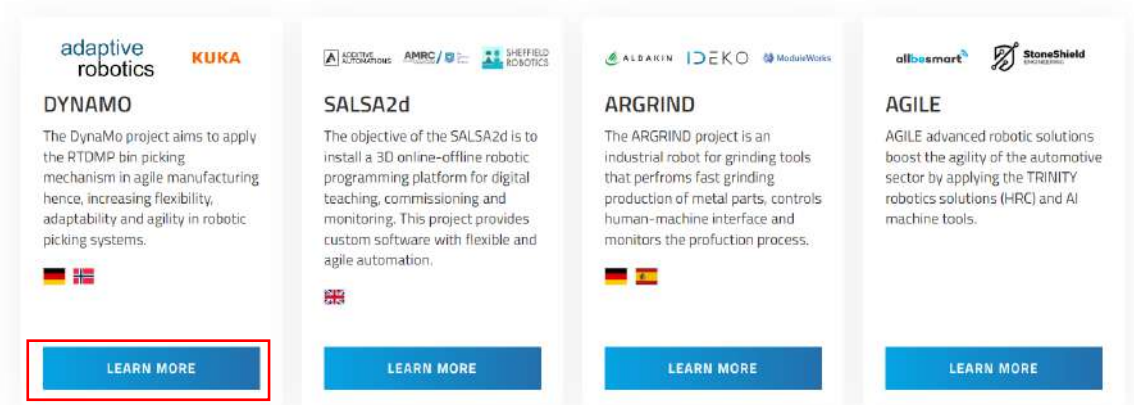 adaptive
robotics
KUKA
DYNAMO
The DynaMo project aims to apply
the RTDMP bin picking
mechanism in agile manufacturing
hence, increasing flexibility,
adaptability and agility in robotic
picking systems.
LEARN MORE
ADDITIVE
AUTOMATIONS
AMRC
SHEFFIELD
ROBOTICS
SALSA2d
The objective of the SALSA2d is to
install a 3D online-offline robotic
programming platform for digital
teaching, commissioning and
monitoring. This project provides
custom software with flexible and
agile automation.
LEARN MORE
ALDAKIN
IDEKO
ModuleWorks
ARGRIND
The ARGRIND project is an
industrial robot for grinding tools
that perfroms fast grinding
production of metal parts, controls
human-machine interface and
monitors the profuction process.
LEARN MORE
allbesmart
StoneShield
ENGINEERING
AGILE
AGILE advanced robotic solutions
boost the agility of the automotive
sector by applying the TRINITY
robotics solutions (HRC) and AI
machine tools.
LEARN MORE